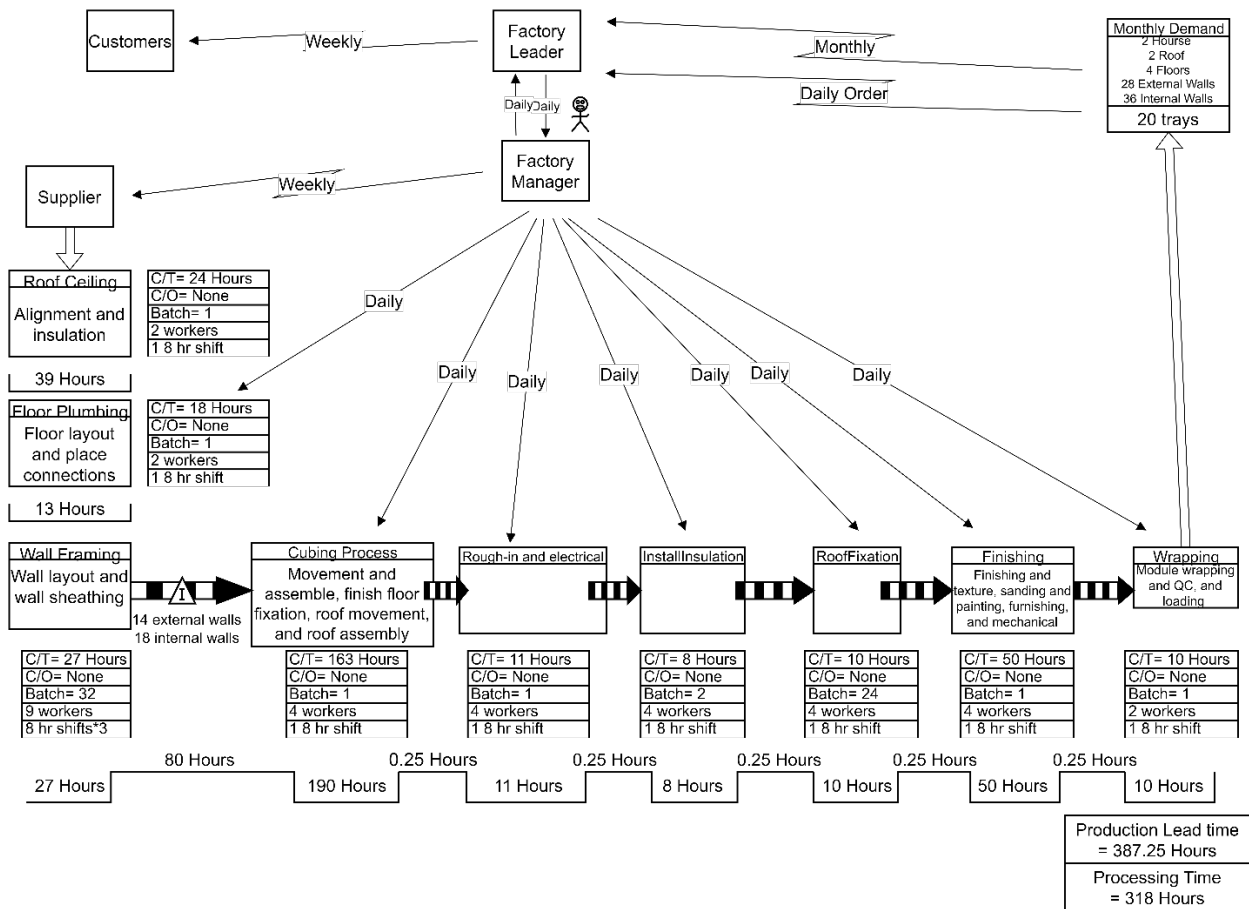 Customers
Weekly
Factory
Leader
Monthly
Daily Order
Monthly Demand
2 Hourse
2 Roof
4 Floors
28 External Walls
36 Internal Walls
20 trays
Daily
Daily
Factory
Manager
Supplier
Weekly
Roof Ceiling
Alignment and
insulation
C/T= 24 Hours
C/O= None
Batch= 1
2 workers
1 8 hr shift
39 Hours
Floor Plumbing
Floor layout
and place
connections
C/T= 18 Hours
C/O= None
Batch= 1
2 workers
1 8 hr shift
13 Hours
Daily
Daily
Daily
Daily
Daily
Daily
Daily
Wall Framing
Wall layout and
wall sheathing
I
14 external walls
18 internal walls
Cubing Process
Movement and
assemble, finish floor
fixation, roof movement,
and roof assembly
Rough-in and electrical
InstallInsulation
RoofFixation
Finishing
Finishing and
texture, sanding and
painting, furnishing,
and mechanical
Wrapping
Module wrapping
and QC, and
loading
C/T= 27 Hours
C/O= None
Batch= 32
9 workers
8 hr shifts*3
C/T= 163 Hours
C/O= None
Batch= 1
4 workers
1 8 hr shift
C/T= 11 Hours
C/O= None
Batch= 1
4 workers
1 8 hr shift
C/T= 8 Hours
C/O= None
Batch= 2
4 workers
1 8 hr shift
C/T= 10 Hours
C/O= None
Batch= 24
4 workers
1 8 hr shift
C/T= 50 Hours
C/O= None
Batch= 1
4 workers
1 8 hr shift
C/T= 10 Hours
C/O= None
Batch= 1
2 workers
1 8 hr shift
27 Hours
80 Hours
190 Hours
0.25 Hours
11 Hours
0.25 Hours
8 Hours
0.25 Hours
10 Hours
0.25 Hours
50 Hours
0.25 Hours
10 Hours
Production Lead time
= 387.25 Hours
Processing Time
= 318 Hours